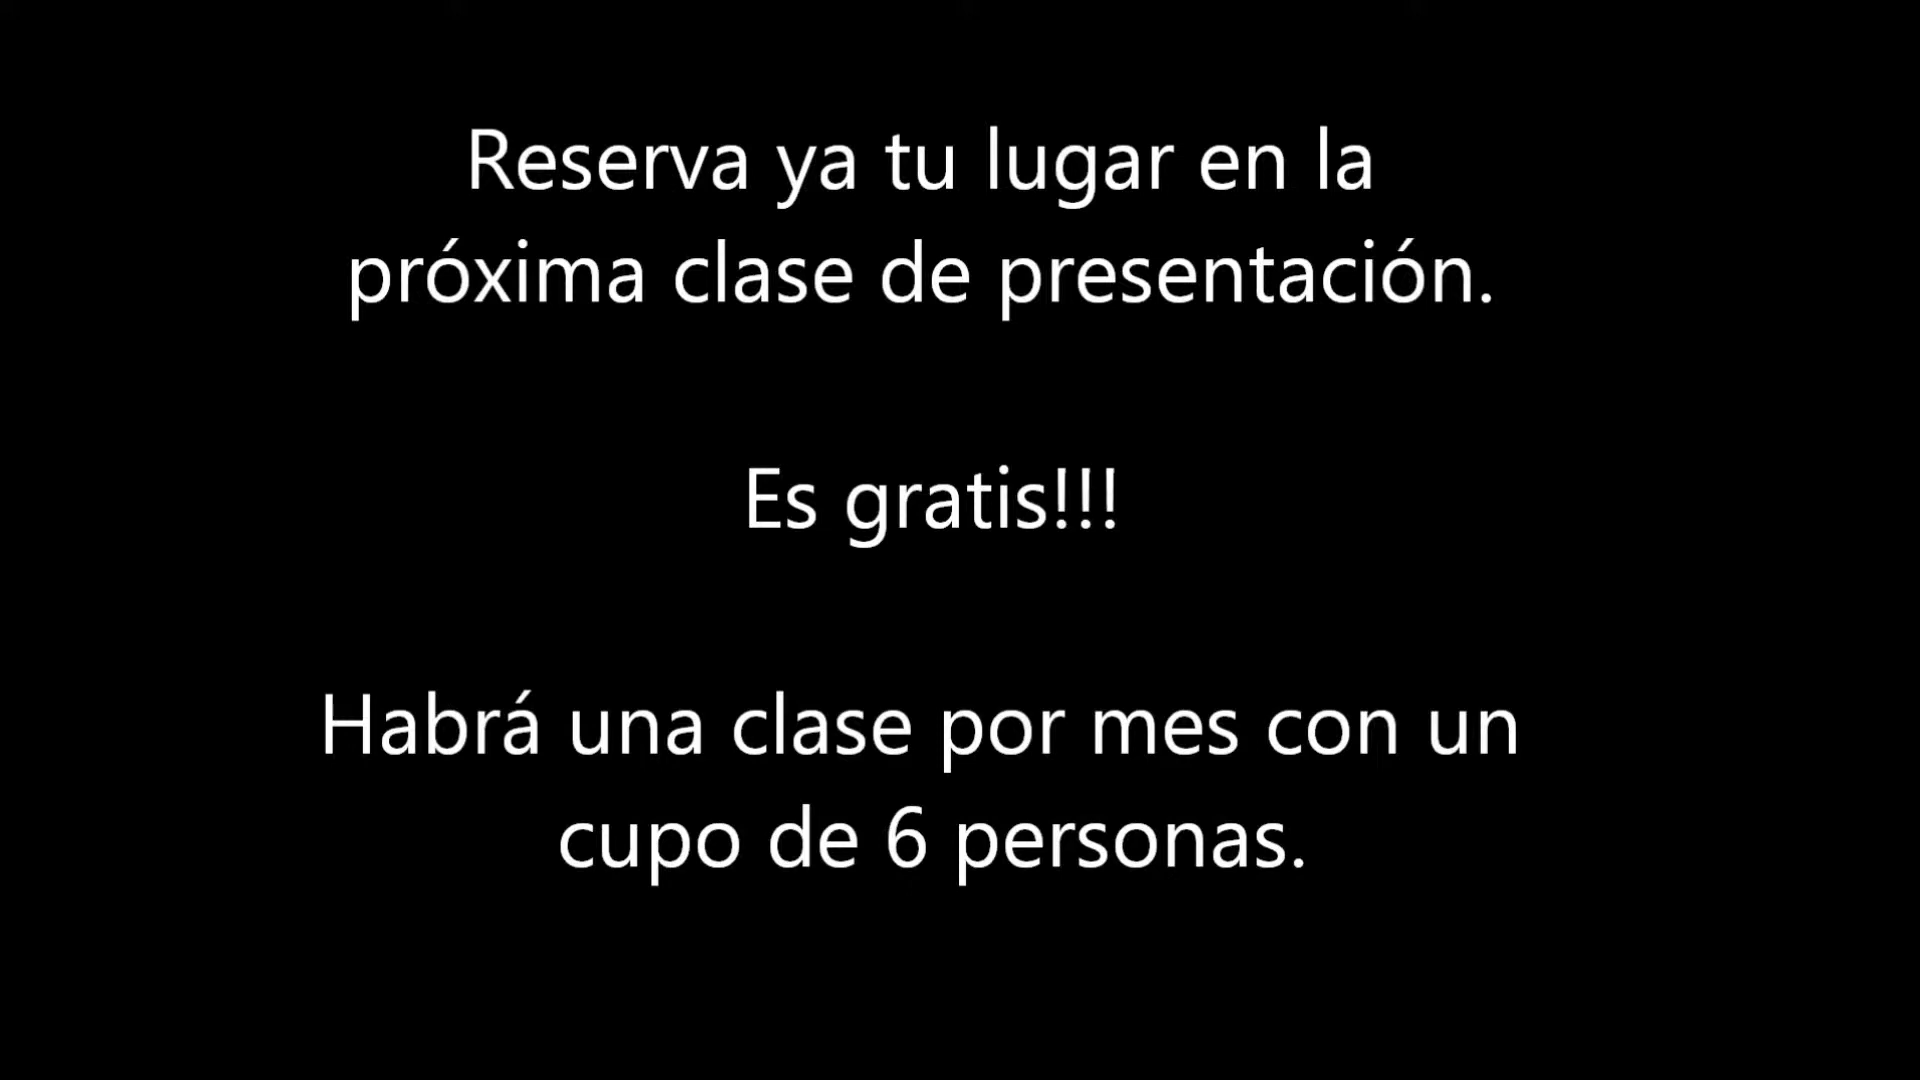 Reserva ya tu lugar en la
próxima clase de presentación.
Es gratis!!!
Habrá una clase por mes con un
cupo de 6 personas.